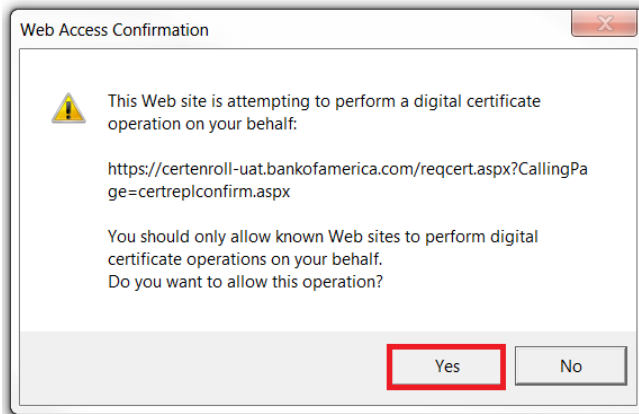 Web Access Confirmation
This Web site is attempting to perform a digital certificate
operation on your behalf:
https://certenroll-uat.bankofamerica.com/reqcert.aspx?CallingPa
ge=certreplconfirm.aspx
You should only allow known Web sites to perform digital
certificate operations on your behalf.
Do you want to allow this operation?
Yes
No